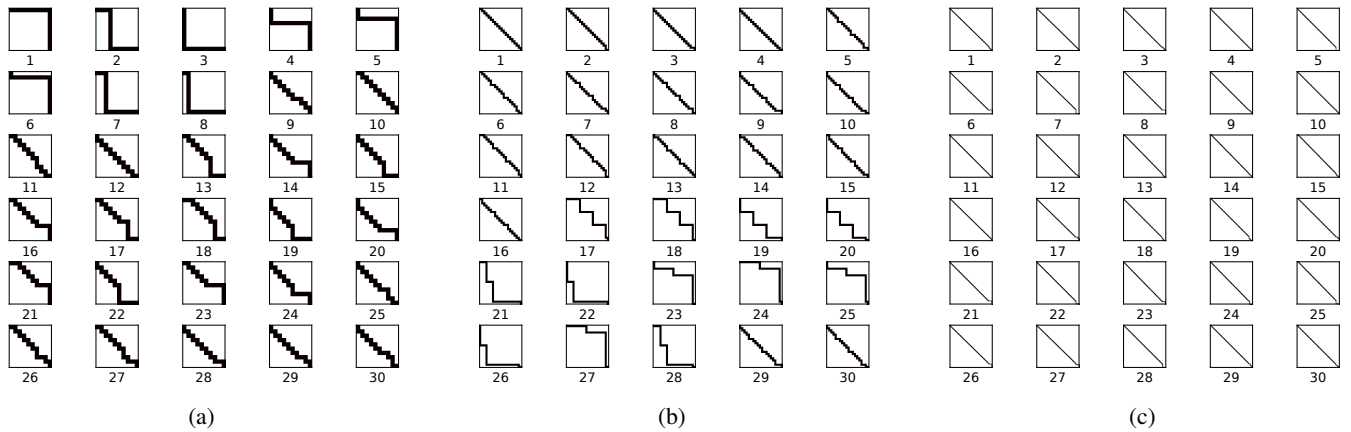 1 2 3 4 5 1 2 3 4 5 1 2 3 4 5
6 7 8 9 10 6 7 8 9 10 6 7 8 9 10
11 12 13 14 15 11 12 13 14 15 11 12 13 14 15
16 17 18 19 20 16 17 18 19 20 16 17 18 19 20
21 22 23 24 25 21 22 23 24 25 21 22 23 24 25
26 27 28 29 30 26 27 28 29 30 26 27 28 29 30
(a) (b) (c)